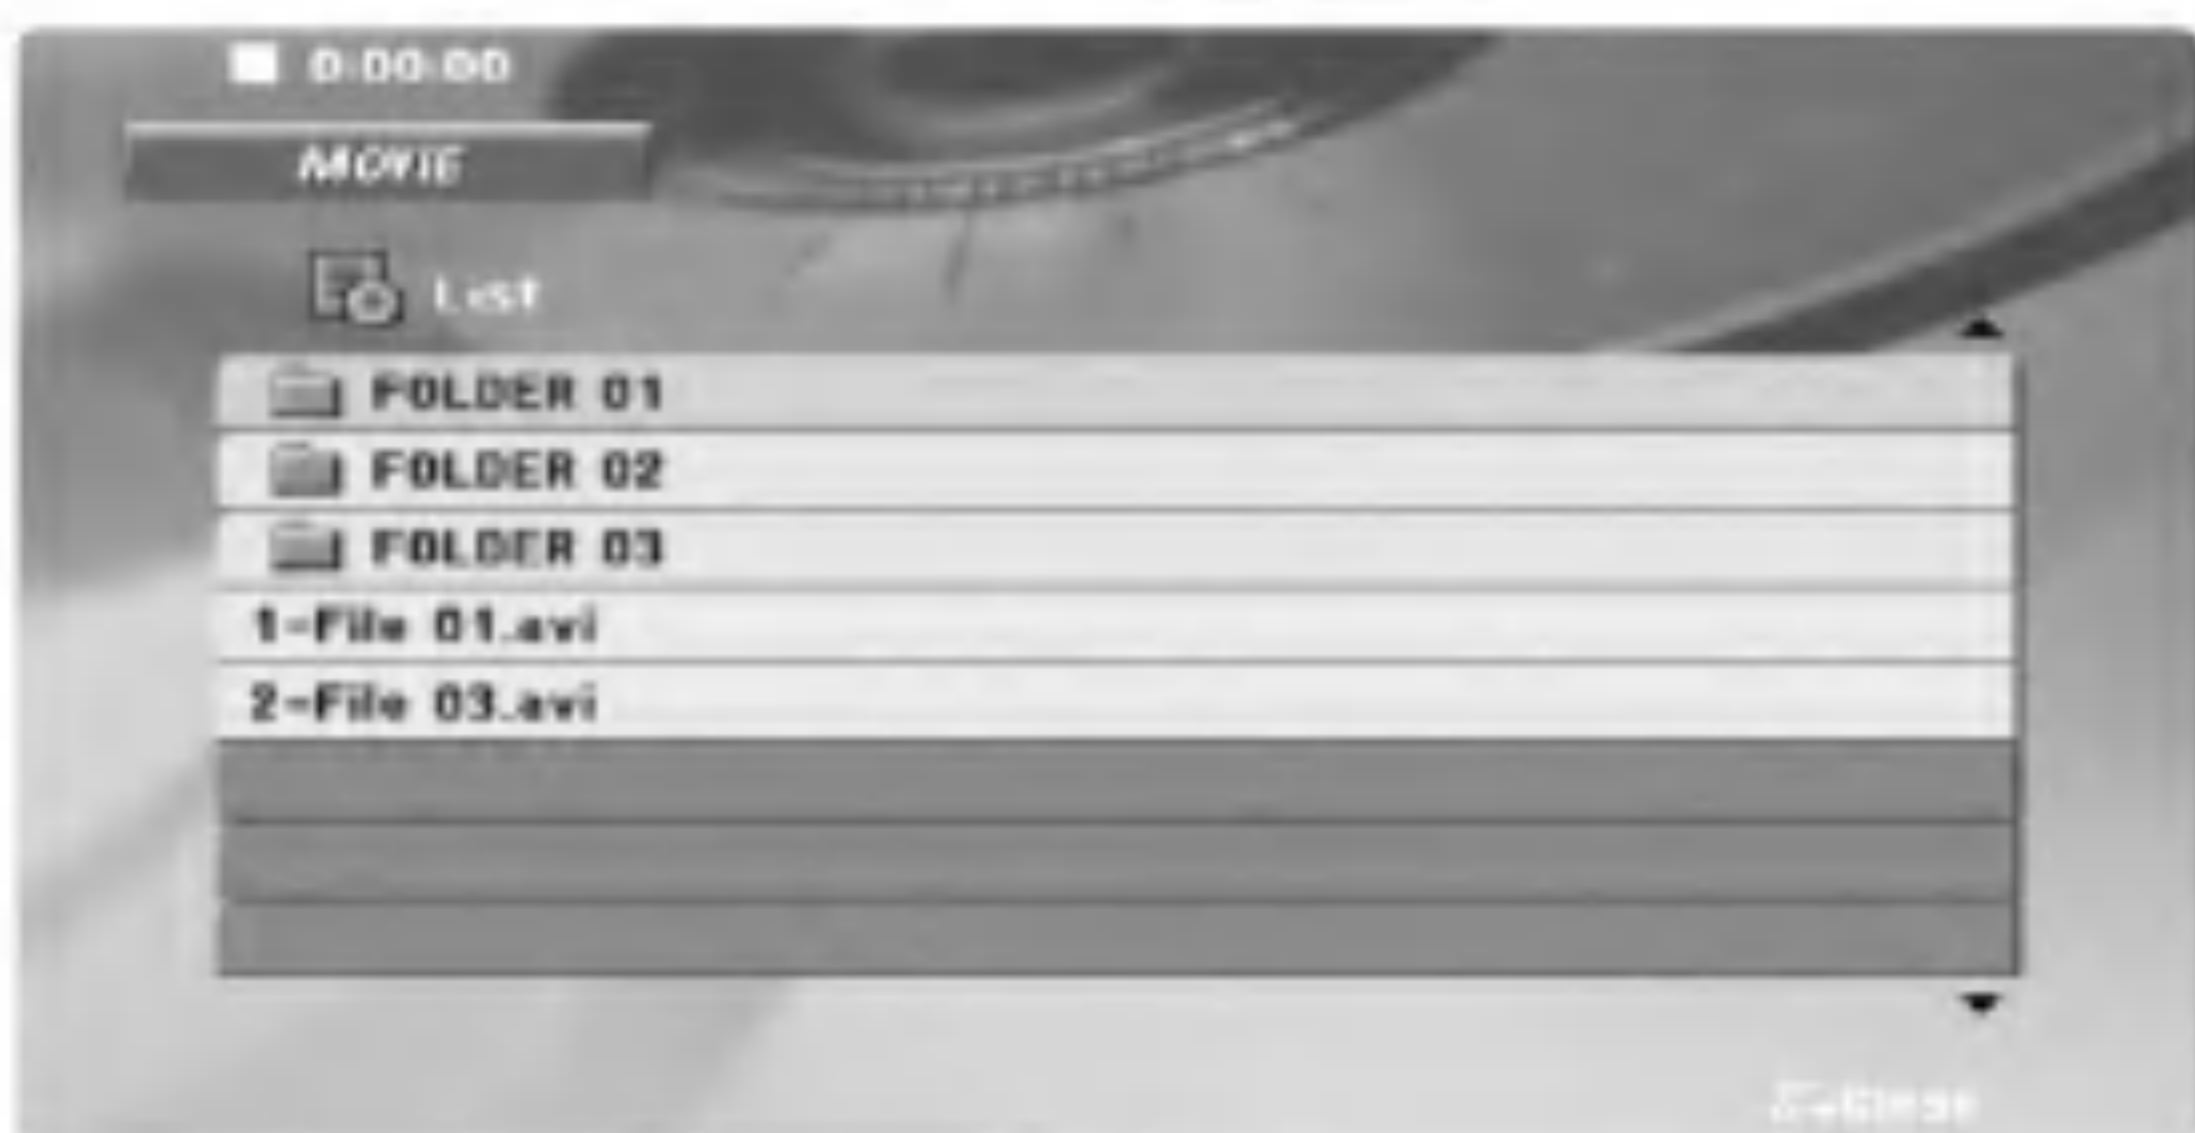 0:00:00
MOVIE
List
FOLDER 01
FOLDER 02
FOLDER 03
1-File 01.avi
2-File 03.avi